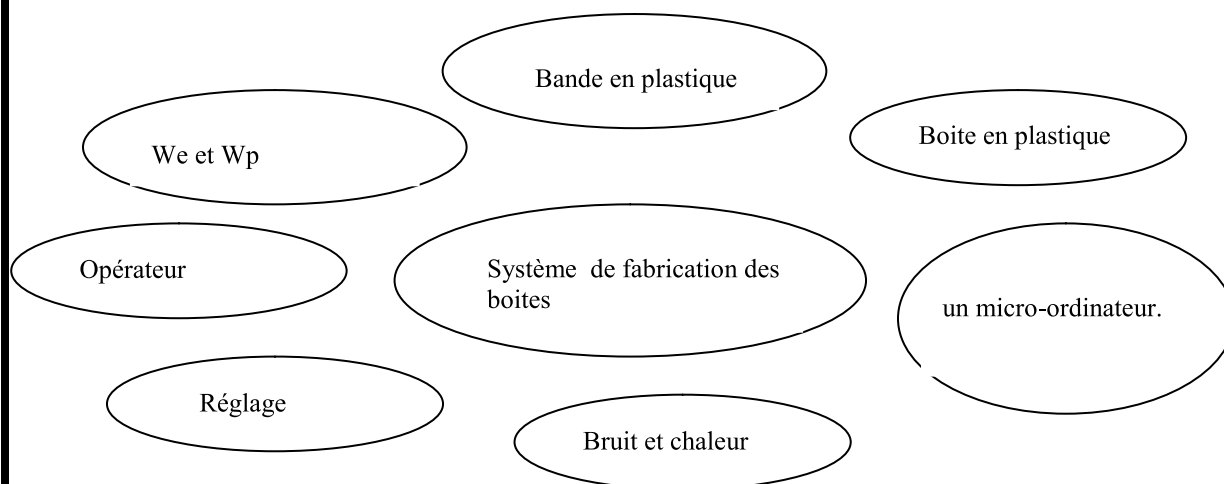 Bande en plastique
Boite en plastique
We et Wp
Opérateur
Système de fabrication des
boites
un micro-ordinateur.
Réglage
Bruit et chaleur